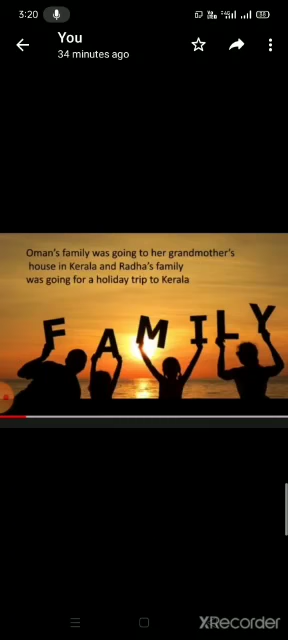 3:20
You
34 minutes ago
Oman's family was going to her grandmother's
house in Kerala and Radha's family
was going for a holiday trip to Kerala
FAMILY
XRecorder